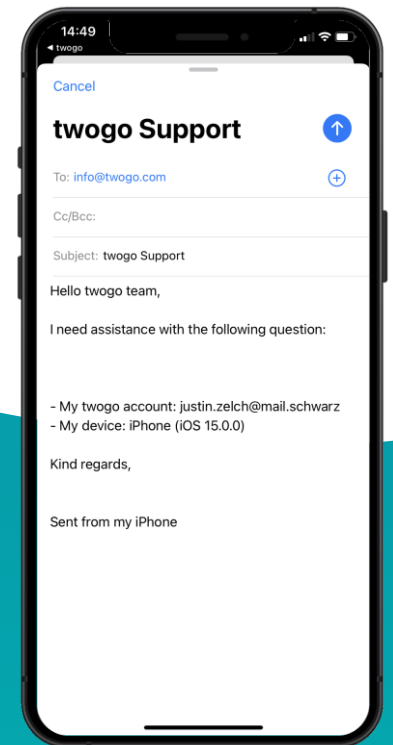 14:49
◀ twogo
Cancel
twogo Support
To: info@twogo.com
Cc/Bcc:
Subject: twogo Support
Hello twogo team,
I need assistance with the following question:
- My twogo account: justin.zelch@mail.schwarz
- My device: iPhone (iOS 15.0.0)
Kind regards,
Sent from my iPhone